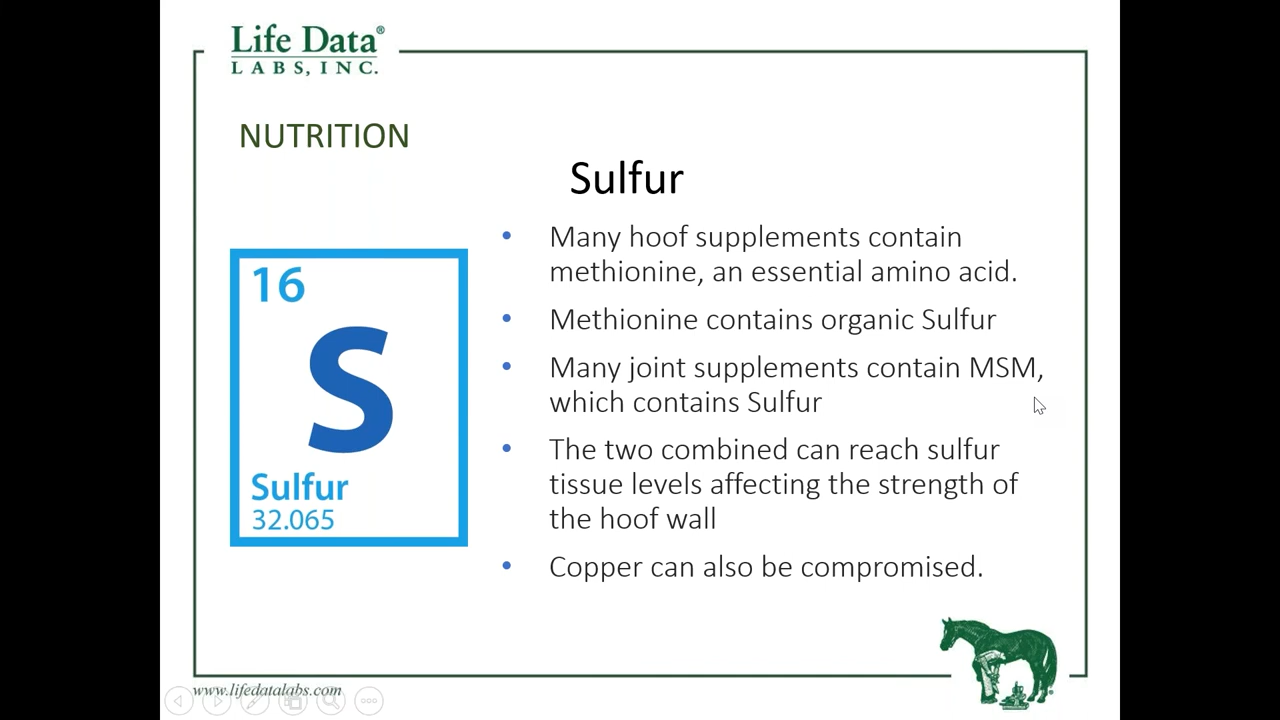 Life Data®
LABS, INC.
NUTRITION
Sulfur
16
S
Sulfur
32.065
• Many hoof supplements contain
methionine, an essential amino acid.
• Methionine contains organic Sulfur
• Many joint supplements contain MSM,
which contains Sulfur
• The two combined can reach sulfur
tissue levels affecting the strength of
the hoof wall
• Copper can also be compromised.
www.lifedatalabs.com